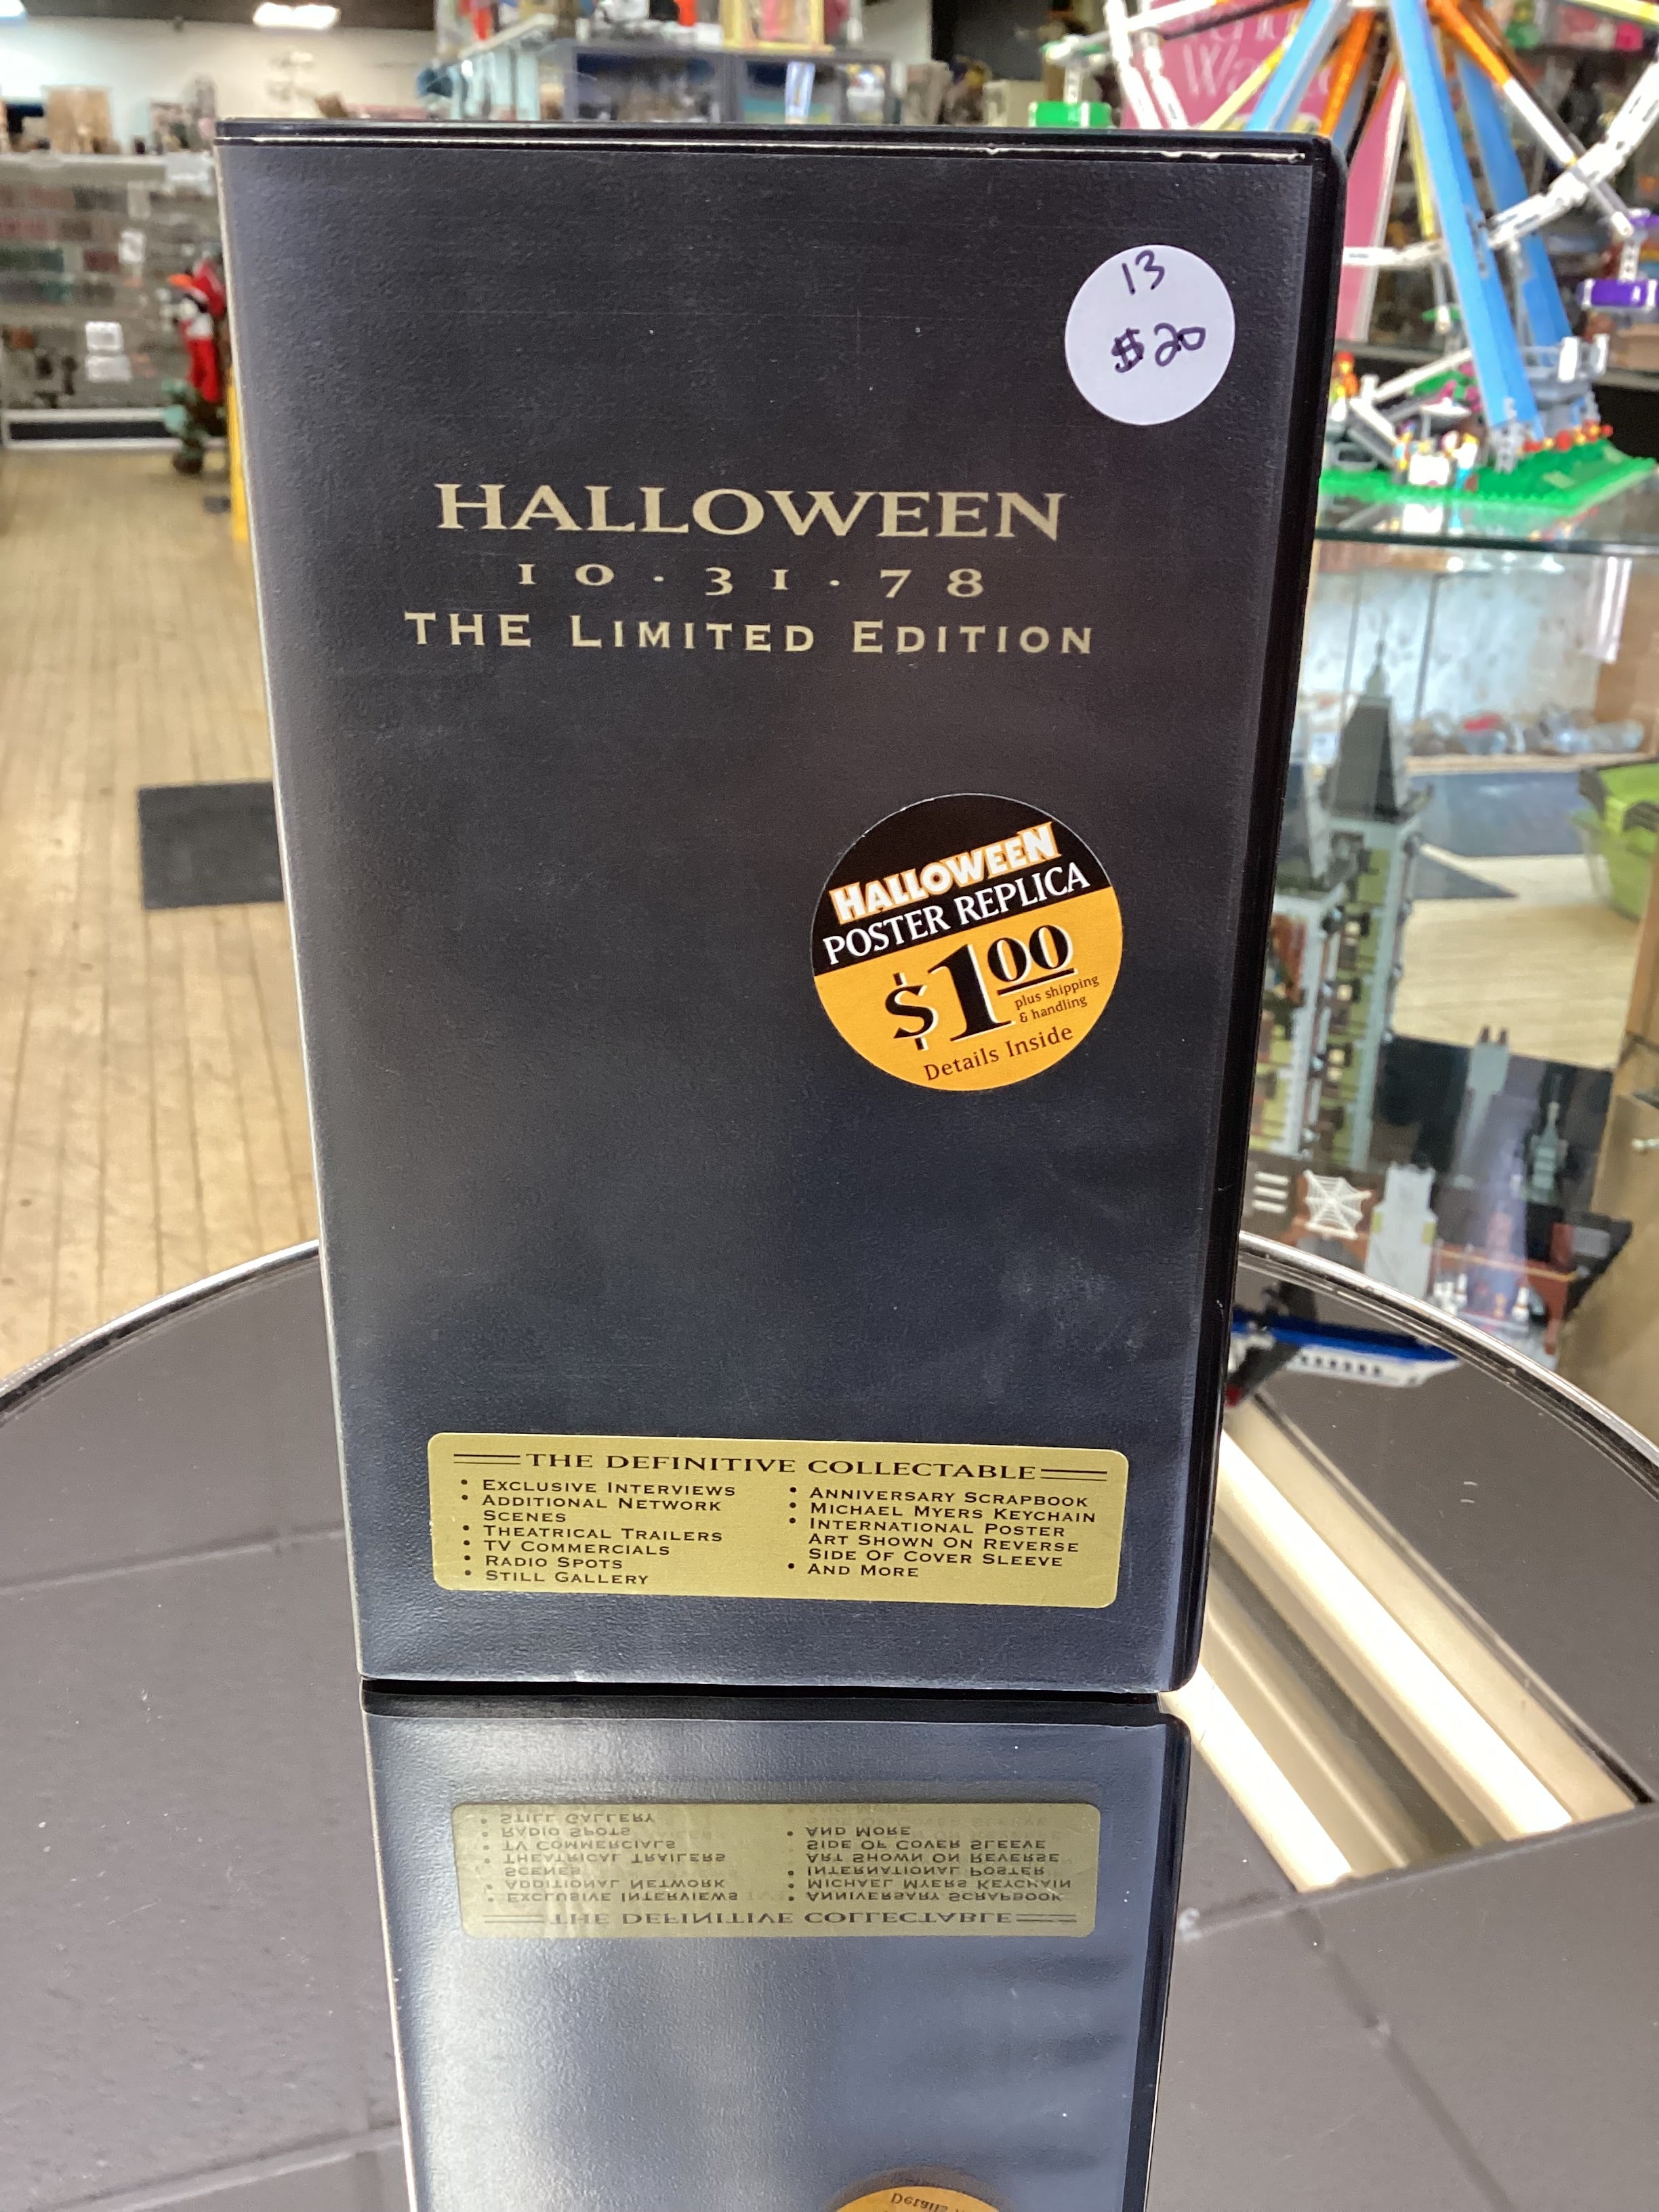 13
$20
HALLOWEEN
10·31·78
THE LIMITED EDITION
HALLOWEEN
POSTER REPLICA
$1.00
plus shipping
& handling
Details Inside
THE DEFINITIVE COLLECTABLE
• EXCLUSIVE INTERVIEWS
• ADDITIONAL NETWORK
SCENES
• THEATRICAL TRAILERS
• TV COMMERCIALS
• RADIO SPOTS
• STILL GALLERY
• ANNIVERSARY SCRAPBOOK
• MICHAEL MYERS KEYCHAIN
• INTERNATIONAL POSTER
ART SHOWN ON REVERSE
SIDE OF COVER SLEEVE
• AND MORE